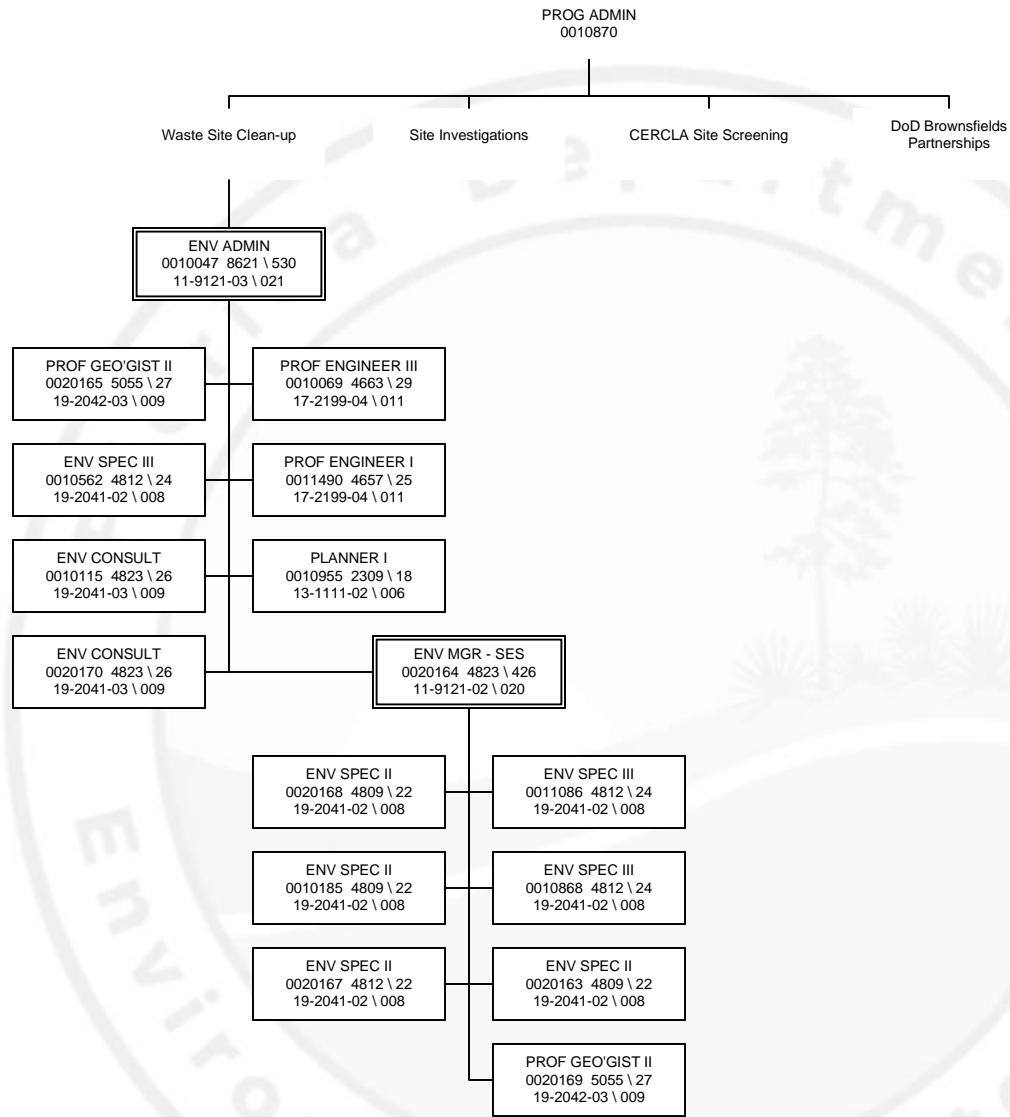 PROG ADMIN
0010870
Waste Site Clean-up
Site Investigations
CERCLA Site Screening
DoD Brownsfields
Partnerships
ENV ADMIN
0010047 8621 \ 530
11-9121-03 \ 021
PROF GEO'GIST II
0020165 5055 \ 27
19-2042-03 \ 009
PROF ENGINEER III
0010069 4663 \ 29
17-2199-04 \ 011
ENV SPEC III
0010562 4812 \ 24
19-2041-02 \ 008
PROF ENGINEER I
0011490 4657 \ 25
17-2199-04 \ 011
ENV CONSULT
0010115 4823 \ 26
19-2041-03 \ 009
PLANNER I
0010955 2309 \ 18
13-1111-02 \ 006
ENV CONSULT
0020170 4823 \ 26
19-2041-03 \ 009
ENV MGR - SES
0020164 4823 \ 426
11-9121-02 \ 020
ENV SPEC II
0020168 4809 \ 22
19-2041-02 \ 008
ENV SPEC III
0011086 4812 \ 24
19-2041-02 \ 008
ENV SPEC II
0010185 4809 \ 22
19-2041-02 \ 008
ENV SPEC III
0010868 4812 \ 24
19-2041-02 \ 008
ENV SPEC II
0020167 4812 \ 22
19-2041-02 \ 008
ENV SPEC II
0020163 4809 \ 22
19-2041-02 \ 008
PROF GEO'GIST II
0020169 5055 \ 27
19-2042-03 \ 009